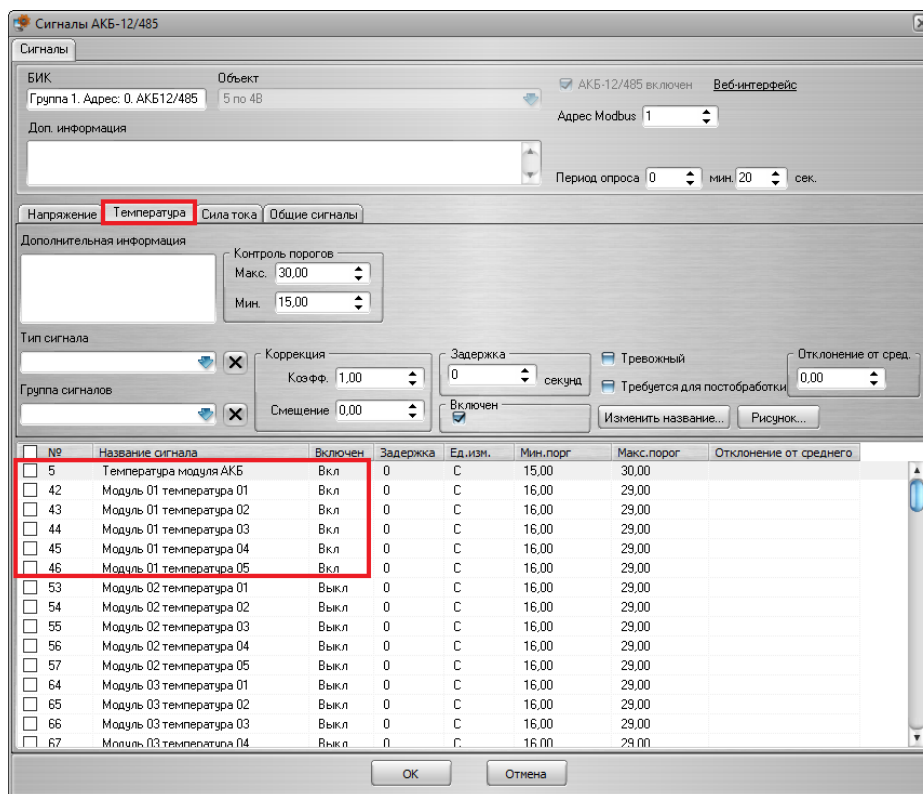 Сигналы АКБ-12/485
Сигналы
БИК Объект
Группа 1. Адрес: 0. АКБ12/485 5 по 4В АКБ-12/485 включен Веб-интерфейс
Адрес Modbus 1
Доп. информация
Период опроса 0 мин. 20 сек.
Напряжение Температура Сила тока Общие сигналы
Дополнительная информация
Контроль порогов
Макс. 30,00
Мин. 15,00
Тип сигнала
Коррекция Задержка Тревожный Отклонение от сред.
Коэфф. 1,00 0 секунд 0,00
Группа сигналов Требуется для постобработки
Смещение 0,00 Включен Изменить название... Рисунок...
№ Название сигнала Включен Задержка Ед.изм. Мин.порг Макс.порог Отклонение от среднего
5 Температура модуля АКБ Вкл 0 С 15,00 30,00
42 Модуль 01 температура 01 Вкл 0 С 16,00 29,00
43 Модуль 01 температура 02 Вкл 0 С 16,00 29,00
44 Модуль 01 температура 03 Вкл 0 С 16,00 29,00
45 Модуль 01 температура 04 Вкл 0 С 16,00 29,00
46 Модуль 01 температура 05 Вкл 0 С 16,00 29,00
53 Модуль 02 температура 01 Выкл 0 С 16,00 29,00
54 Модуль 02 температура 02 Выкл 0 С 16,00 29,00
55 Модуль 02 температура 03 Выкл 0 С 16,00 29,00
56 Модуль 02 температура 04 Выкл 0 С 16,00 29,00
57 Модуль 02 температура 05 Выкл 0 С 16,00 29,00
64 Модуль 03 температура 01 Выкл 0 С 16,00 29,00
65 Модуль 03 температура 02 Выкл 0 С 16,00 29,00
66 Модуль 03 температура 03 Выкл 0 С 16,00 29,00
67 Модуль 03 температура 04 Выкл 0 С 16,00 29,00
OK Отмена